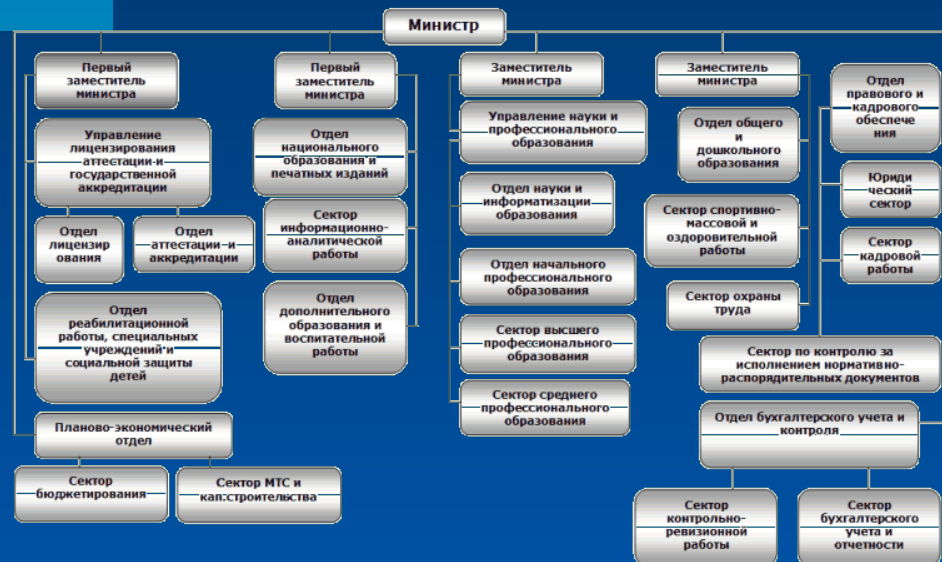 Министр
Первый
заместитель
министра
Управление
лицензирования
аттестации и
государственной
аккредитации
Отдел
лицензир
ования
Отдел
аттестации и
аккредитации
Отдел
реабилитационной
работы, специальных
учреждений и
социальной защиты
детей
Планово-экономический
отдел
Сектор
бюджетирования
Сектор МТС и
кап.строительства
Первый
заместитель
министра
Отдел
национального
образования и
печатных изданий
Сектор
информационно-
аналитической
работы
Отдел
дополнительного
образования и
воспитательной
работы
Заместитель
министра
Управление науки и
профессионального
образования
Отдел науки и
информатизации
образования
Отдел начального
профессионального
образования
Сектор высшего
профессионального
образования
Сектор среднего
профессионального
образования
Заместитель
министра
Отдел общего
и
дошкольного
образования
Сектор спортивно-
массовой и
оздоровительной
работы
Сектор охраны
труда
Отдел
правового и
кадрового
обеспече
ния
Юриди
ческий
сектор
Сектор
кадровой
работы
Сектор по контролю за
исполнением нормативно-
распорядительных документов
Отдел бухгалтерского учета и
контроля
Сектор
контрольно-
ревизионной
работы
Сектор
бухгалтерского
учета и
отчетности